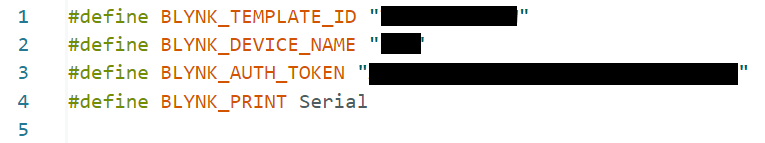 1 #define BLYNK_TEMPLATE_ID " "
2 #define BLYNK_DEVICE_NAME " "
3 #define BLYNK_AUTH_TOKEN " "
4 #define BLYNK_PRINT Serial
5